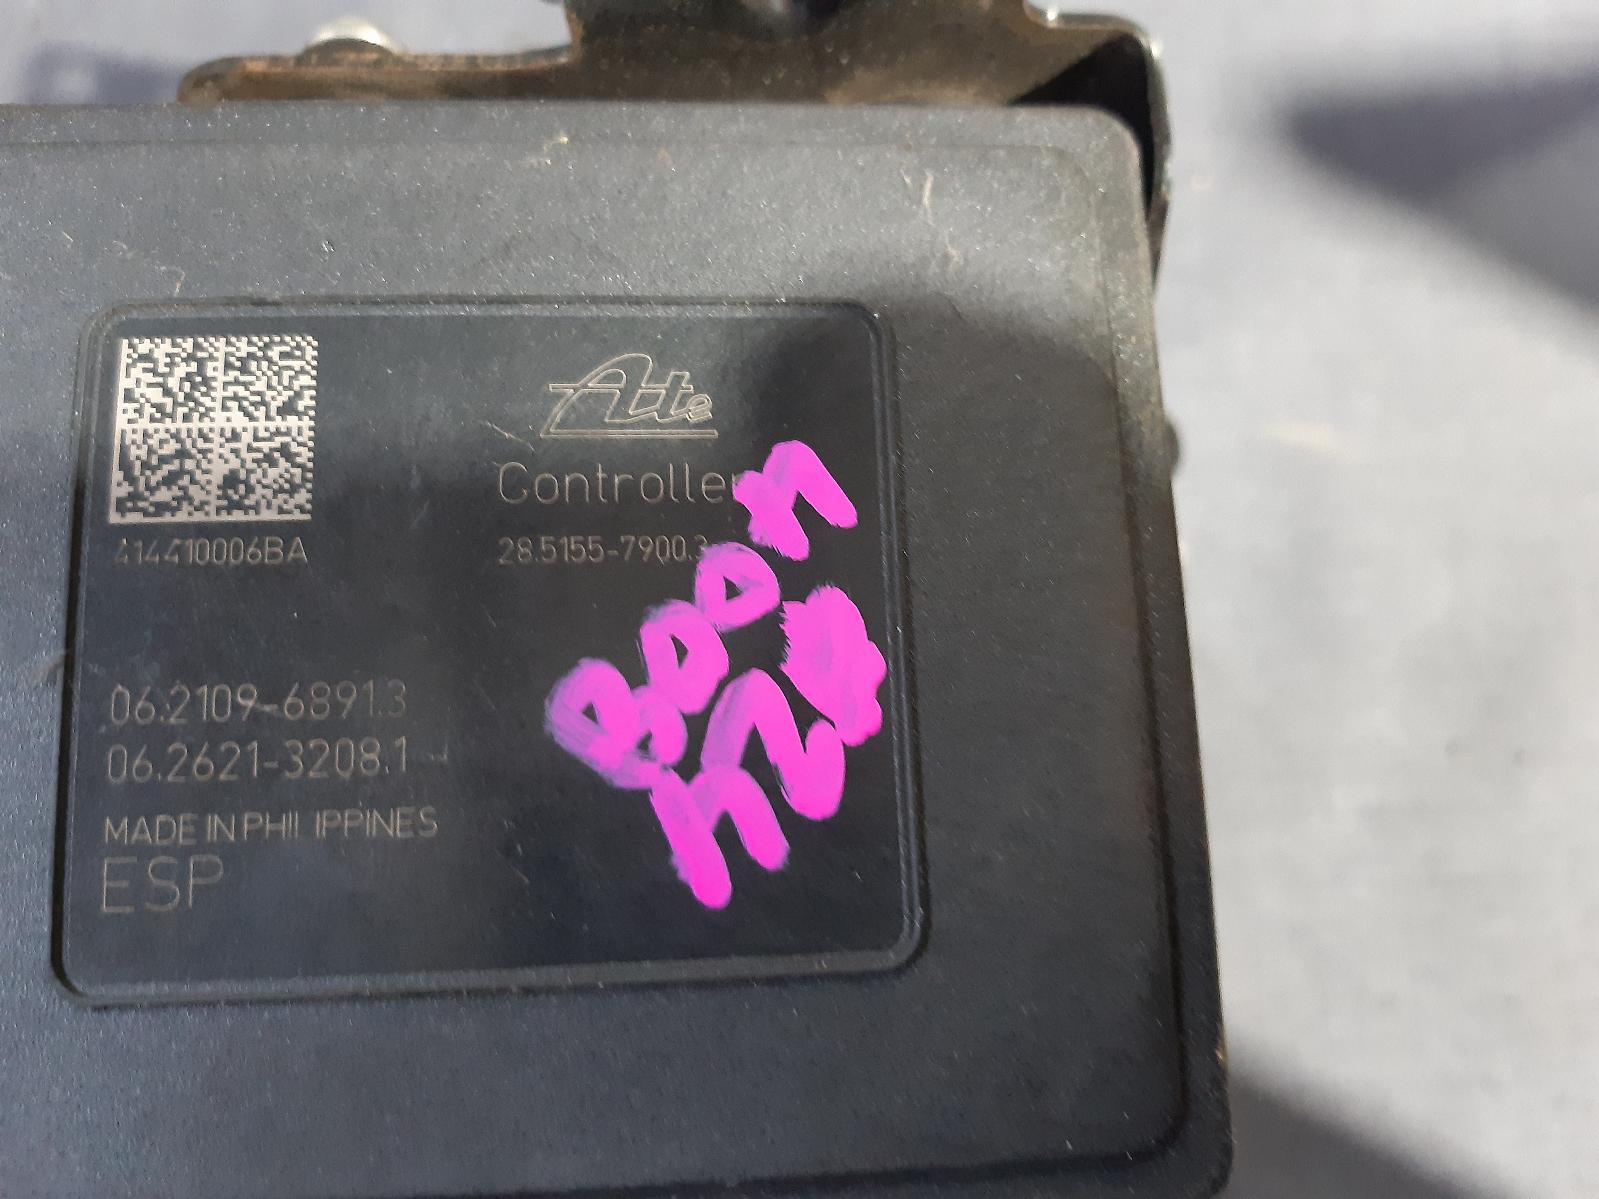 Ate
Controller
414410006BA
28.5155-7900.3
06.2109-6891.3
06.2621-3208.1
MADE IN PHILIPPINES
ESP
BOON